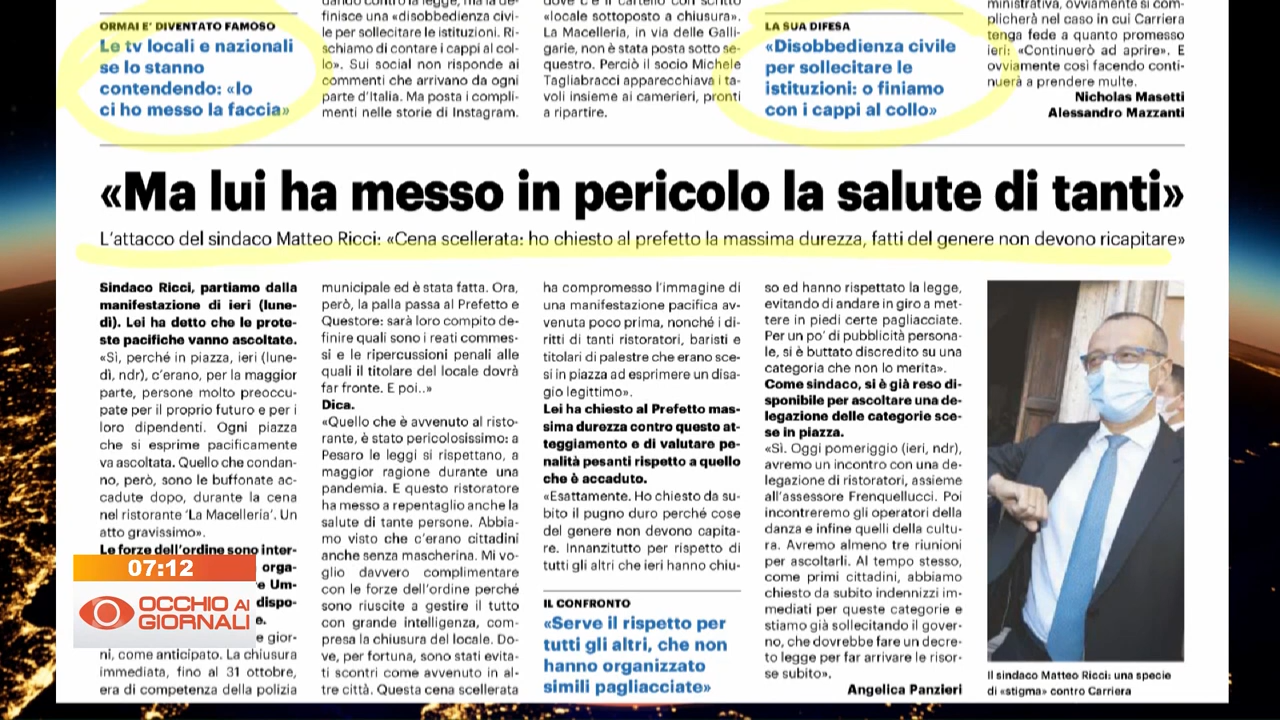 ORMAI E' DIVENTATO FAMOSO
Le tv locali e nazionali
se lo stanno
contendendo: «Io
ci ho messo la faccia»
finisce una «disobbedienza civi-
le per sollecitare le istituzioni. Ri-
schiamo di contare i cappi al col-
lo». Sui social non risponde ai
commenti che arrivano da ogni
parte d'Italia. Ma posta i compli-
menti nelle storie di Instagram.
«locale sottoposto a chiusura».
La Macelleria, in via delle Galli-
garie, non è stata posta sotto se-
questro. Perciò il socio Michele
Tagliabracci apparecchiava i ta-
voli insieme ai camerieri, pronti
a ripartire.
LA SUA DIFESA
«Disobbedienza civile
per sollecitare le
istituzioni: o finiamo
con i cappi al collo»
ministrativa, ovviamente si com-
plicherà nel caso in cui Carriera
tenga fede a quanto promesso
ieri: «Continuerò ad aprire». E
ovviamente così facendo conti-
nuerà a prendere multe.
Nicholas Masetti
Alessandro Mazzanti
«Ma lui ha messo in pericolo la salute di tanti»
L'attacco del sindaco Matteo Ricci: «Cena scellerata: ho chiesto al prefetto la massima durezza, fatti del genere non devono ricapitare»
Sindaco Ricci, partiamo dalla
manifestazione di ieri (lune-
dì). Lei ha detto che le prote-
ste pacifiche vanno ascoltate.
«Sì, perché in piazza, ieri (lune-
dì, ndr), c'erano, per la maggior
parte, persone molto preoccu-
pate per il proprio futuro e per i
loro dipendenti. Ogni piazza
che si esprime pacificamente
va ascoltata. Quello che condan-
no, però, sono le buffonate ac-
cadute dopo, durante la cena
nel ristorante 'La Macelleria'. Un
atto gravissimo».
Le forze dell'ordine sono inter-
orga-
e Um-
dispo-
e.
e gior-
ni, come anticipato. La chiusura
immediata, fino al 31 ottobre,
era di competenza della polizia
municipale ed è stata fatta. Ora,
però, la palla passa al Prefetto e
Questore: sarà loro compito de-
finire quali sono i reati commes-
si e le ripercussioni penali alle
quali il titolare del locale dovrà
far fronte. E poi..»
Dica.
«Quello che è avvenuto al risto-
rante, è stato pericolosissimo: a
Pesaro le leggi si rispettano, a
maggior ragione durante una
pandemia. E questo ristoratore
ha messo a repentaglio anche la
salute di tante persone. Abbia-
mo visto che c'erano cittadini
anche senza mascherina. Mi vo-
glio davvero complimentare
con le forze dell'ordine perché
sono riuscite a gestire il tutto
con grande intelligenza, com-
presa la chiusura del locale. Do-
ve, per fortuna, sono stati evita-
ti scontri come avvenuto in al-
tre città. Questa cena scellerata
ha compromesso l'immagine di
una manifestazione pacifica av-
venuta poco prima, nonché i di-
ritti di tanti ristoratori, baristi e
titolari di palestre che erano sce-
si in piazza ad esprimere un disa-
gio legittimo».
Lei ha chiesto al Prefetto mas-
sima durezza contro questo at-
teggiamento e di valutare pe-
nalità pesanti rispetto a quello
che è accaduto.
«Esattamente. Ho chiesto da su-
bito il pugno duro perché cose
del genere non devono capita-
re. Innanzitutto per rispetto di
tutti gli altri che ieri hanno chiu-
IL CONFRONTO
«Serve il rispetto per
tutti gli altri, che non
hanno organizzato
simili pagliacciate»
so ed hanno rispettato la legge,
evitando di andare in giro a met-
tere in piedi certe pagliacciate.
Per un po' di pubblicità persona-
le, si è buttato discredito su una
categoria che non lo merita».
Come sindaco, si è già reso di-
sponibile per ascoltare una de-
legazione delle categorie sce-
se in piazza.
«Sì. Oggi pomeriggio (ieri, ndr),
avremo un incontro con una de-
legazione di ristoratori, assieme
all'assessore Frenquellucci. Poi
incontreremo gli operatori della
danza e infine quelli della cultu-
ra. Avremo almeno tre riunioni
per ascoltarli. Al tempo stesso,
come primi cittadini, abbiamo
chiesto da subito indennizzi im-
mediati per queste categorie e
stiamo già sollecitando il gover-
no, che dovrebbe fare un decre-
to legge per far arrivare le risor-
se subito».
Angelica Panzieri
Il sindaco Matteo Ricci: una specie
di «stigma» contro Carriera
07:12
OCCHIO AI
GIORNALI